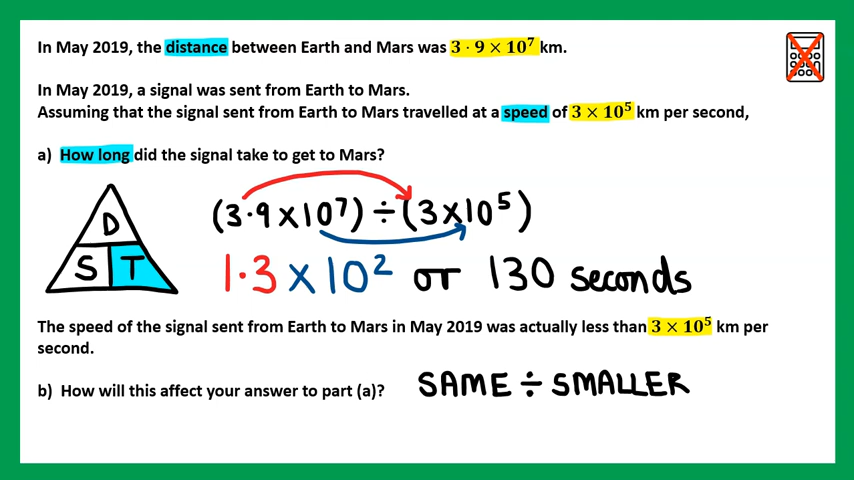 In May 2019, the distance between Earth and Mars was 3·9 × 10⁷ km.
In May 2019, a signal was sent from Earth to Mars.
Assuming that the signal sent from Earth to Mars travelled at a speed of 3 × 10⁵ km per second,
a) How long did the signal take to get to Mars?
(3·9 × 10⁷) ÷ (3 × 10⁵)
D
S T
1·3 × 10² or 130 seconds
The speed of the signal sent from Earth to Mars in May 2019 was actually less than 3 × 10⁵ km per
second.
b) How will this affect your answer to part (a)? SAME ÷ SMALLER